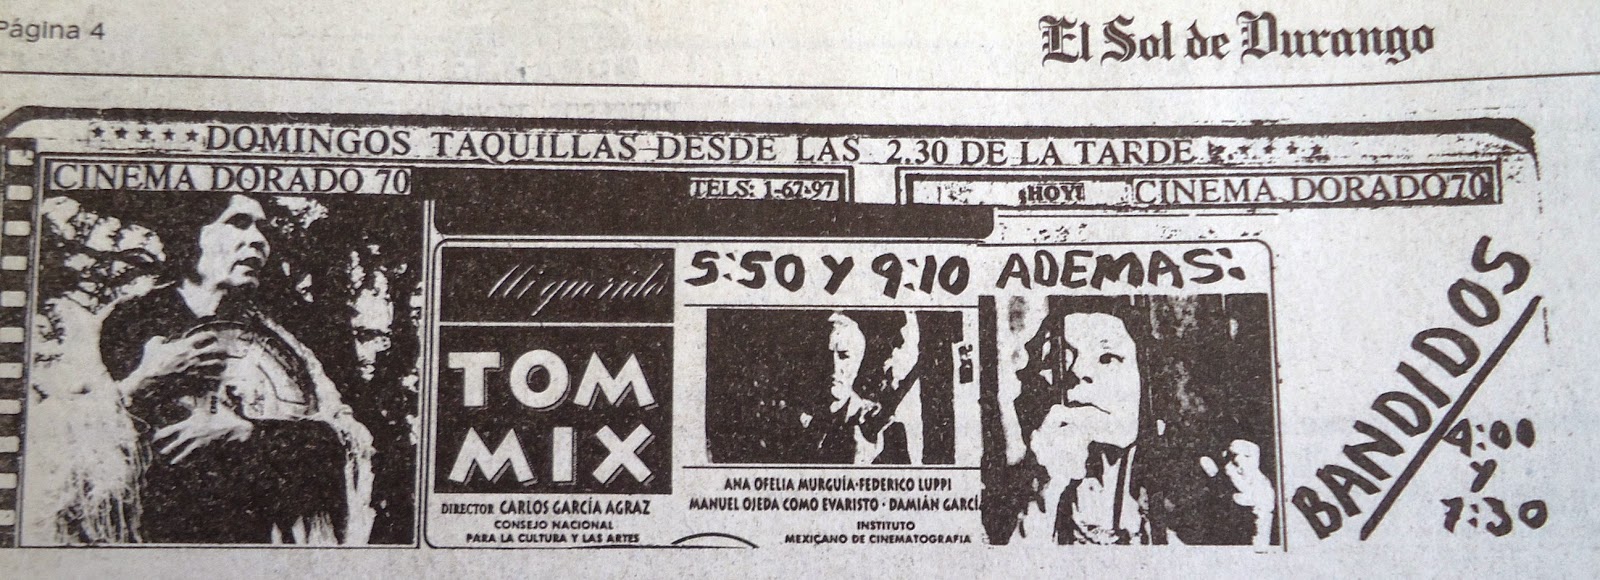 Página 4
El Sol de Durango
★★★★★DOMINGOS TAQUILLAS DESDE LAS 2.30 DE LA TARDE★★★★★
CINEMA DORADO 70
TELS: 1-67-97
¡HOY!
CINEMA DORADO 70
Mi querido
TOM
MIX
DIRECTOR CARLOS GARCÍA AGRAZ
CONSEJO NACIONAL
PARA LA CULTURA Y LAS ARTES
5:50 Y 9:10
ANA OFELIA MURGUÍA·FEDERICO LUPPI
MANUEL OJEDA COMO EVARISTO · DAMIÁN GARCÍA
INSTITUTO
MEXICANO DE CINEMATOGRAFIA
ADEMAS:
BANDIDOS
4:00
Y
7:30